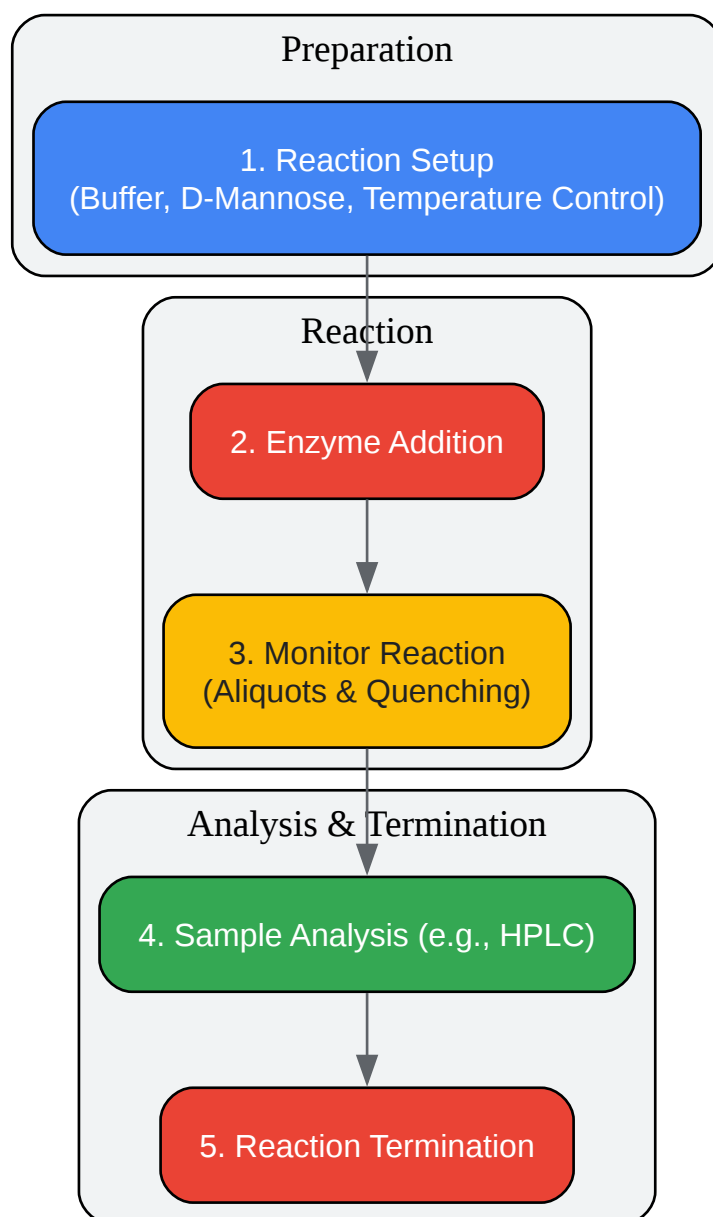 Preparation
1. Reaction Setup
(Buffer, D-Mannose, Temperature Control)
Reaction
2. Enzyme Addition
3. Monitor Reaction
(Aliquots & Quenching)
Analysis & Termination
4. Sample Analysis (e.g., HPLC)
5. Reaction Termination